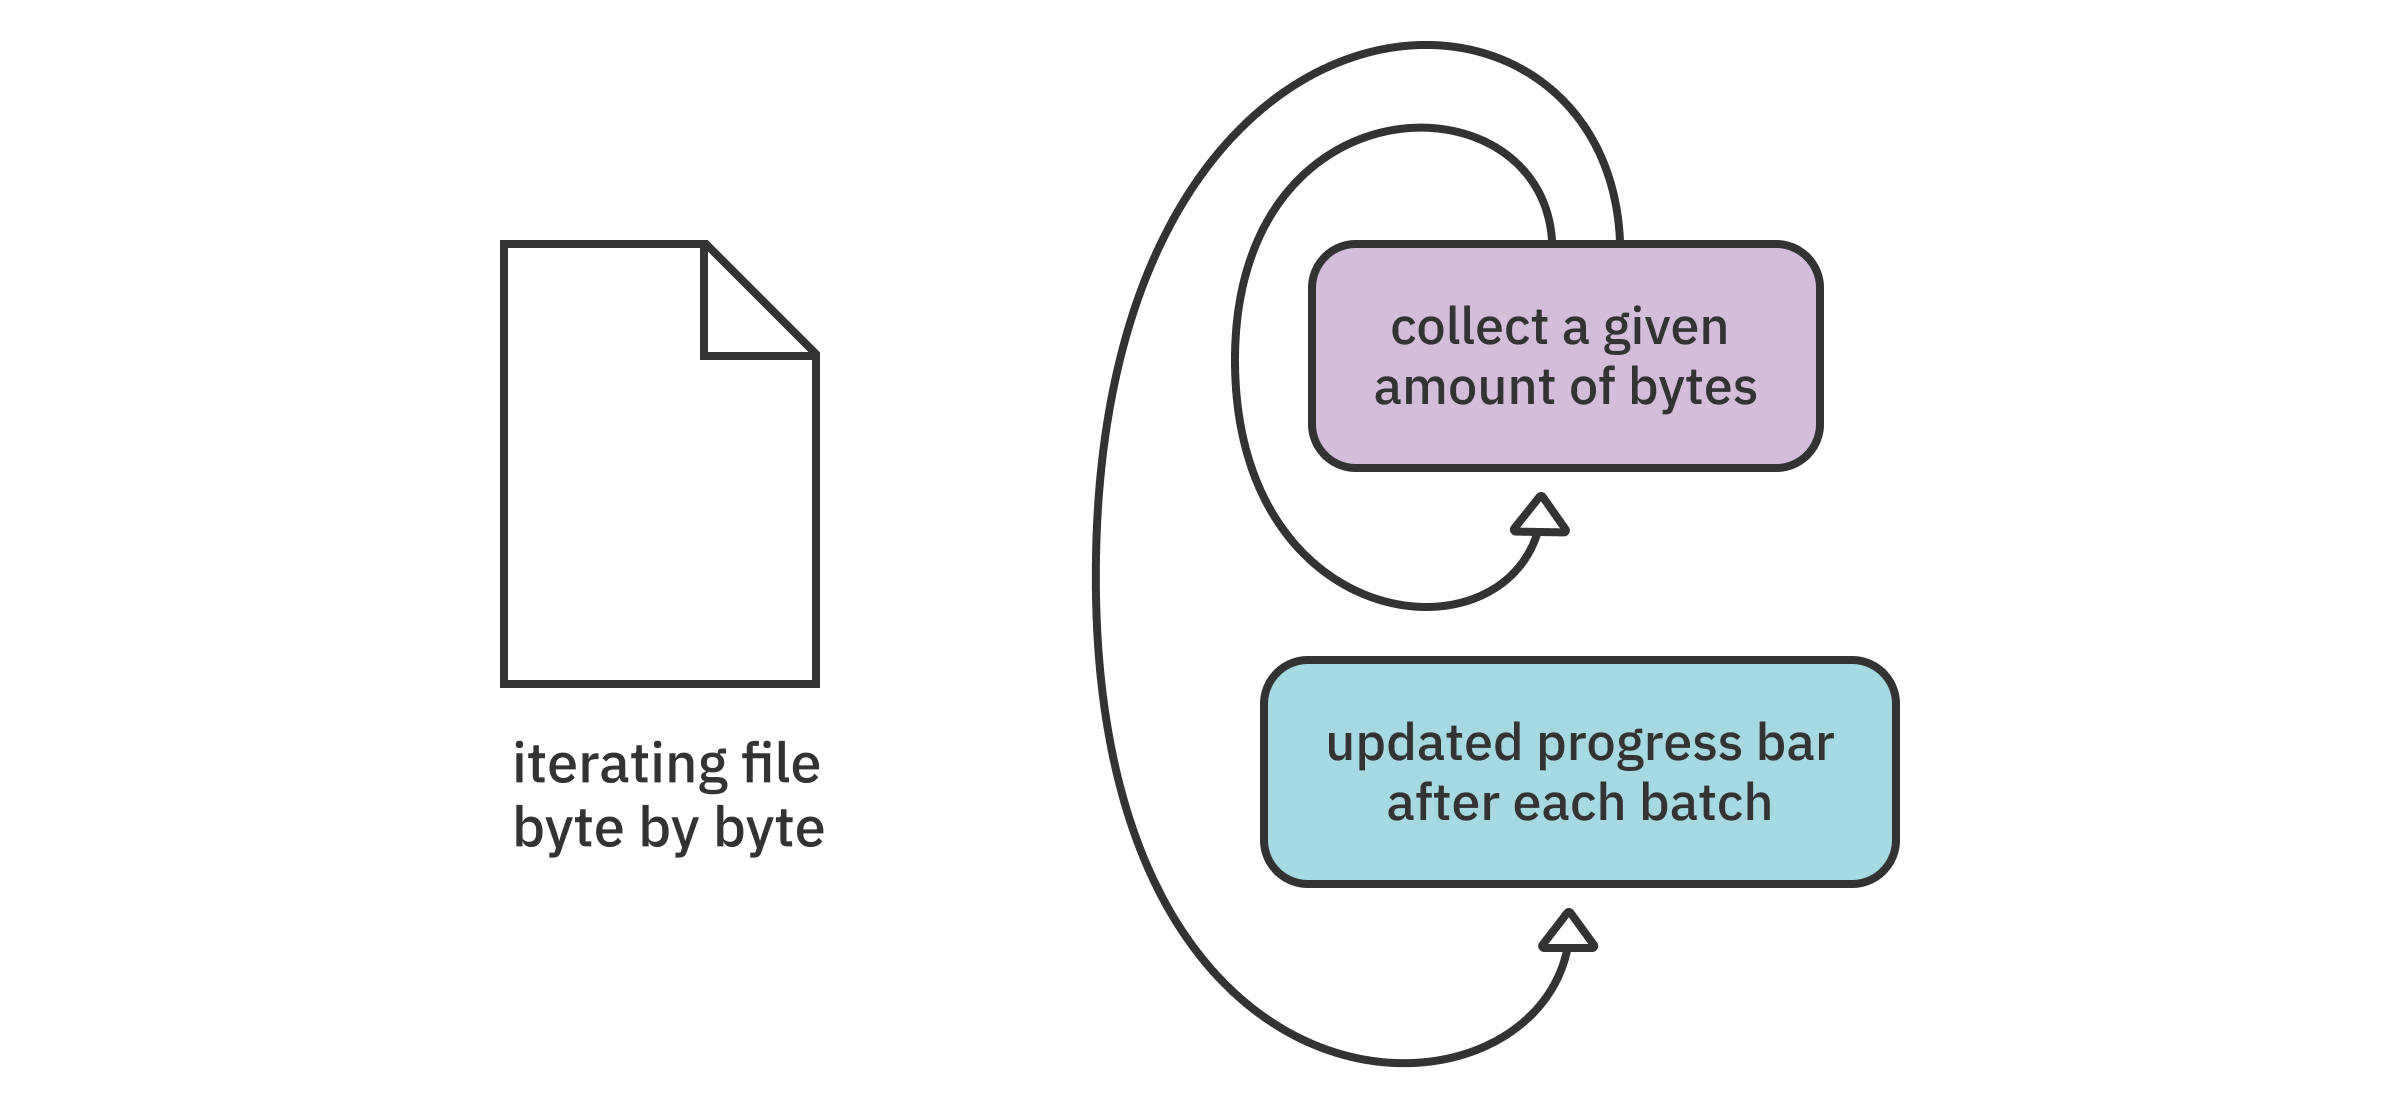 iterating file
byte by byte
collect a given
amount of bytes
updated progress bar
after each batch